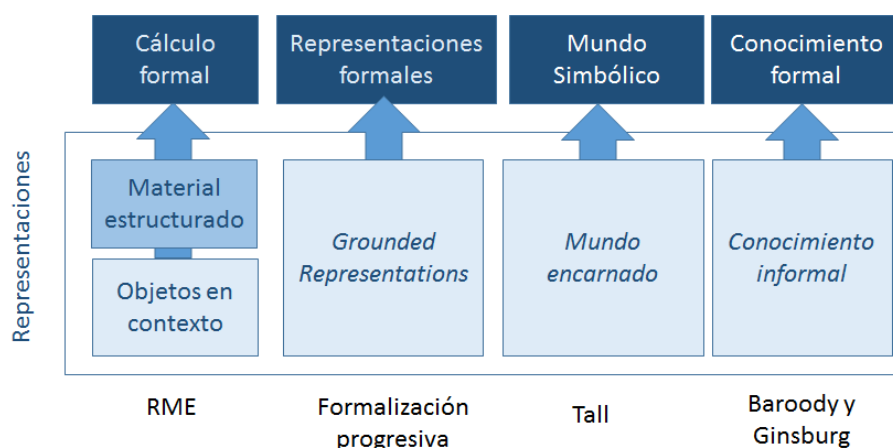 Cálculo
formal
Representaciones
formales
Mundo
Simbólico
Conocimiento
formal
Representaciones
Material
estructurado
Objetos en
contexto
Grounded
Representations
Mundo
encarnado
Conocimiento
informal
RME
Formalización
progresiva
Tall
Baroody y
Ginsburg